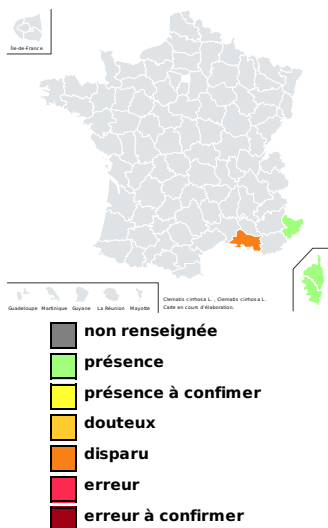 Île-de-France
Clematis cirrhosa L., Clematis cirrhosa L.
Carte en cours d'élaboration.
Guadeloupe Martinique Guyane La Réunion Mayotte
non renseignée
présence
présence à confimer
douteux
disparu
erreur
erreur à confirmer